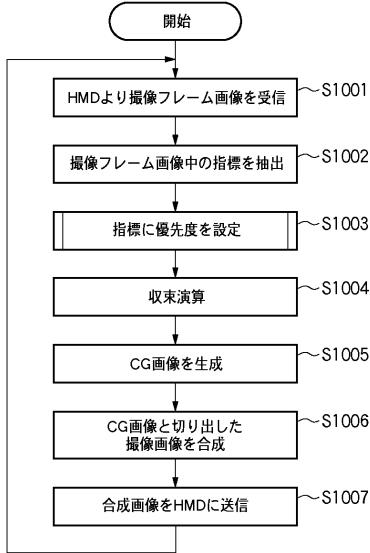 開始
HMDより撮像フレーム画像を受信
S1001
撮像フレーム画像中の指標を抽出
S1002
指標に優先度を設定
S1003
収束演算
S1004
CG画像を生成
S1005
CG画像と切り出した
撮像画像を合成
S1006
合成画像をHMDに送信
S1007